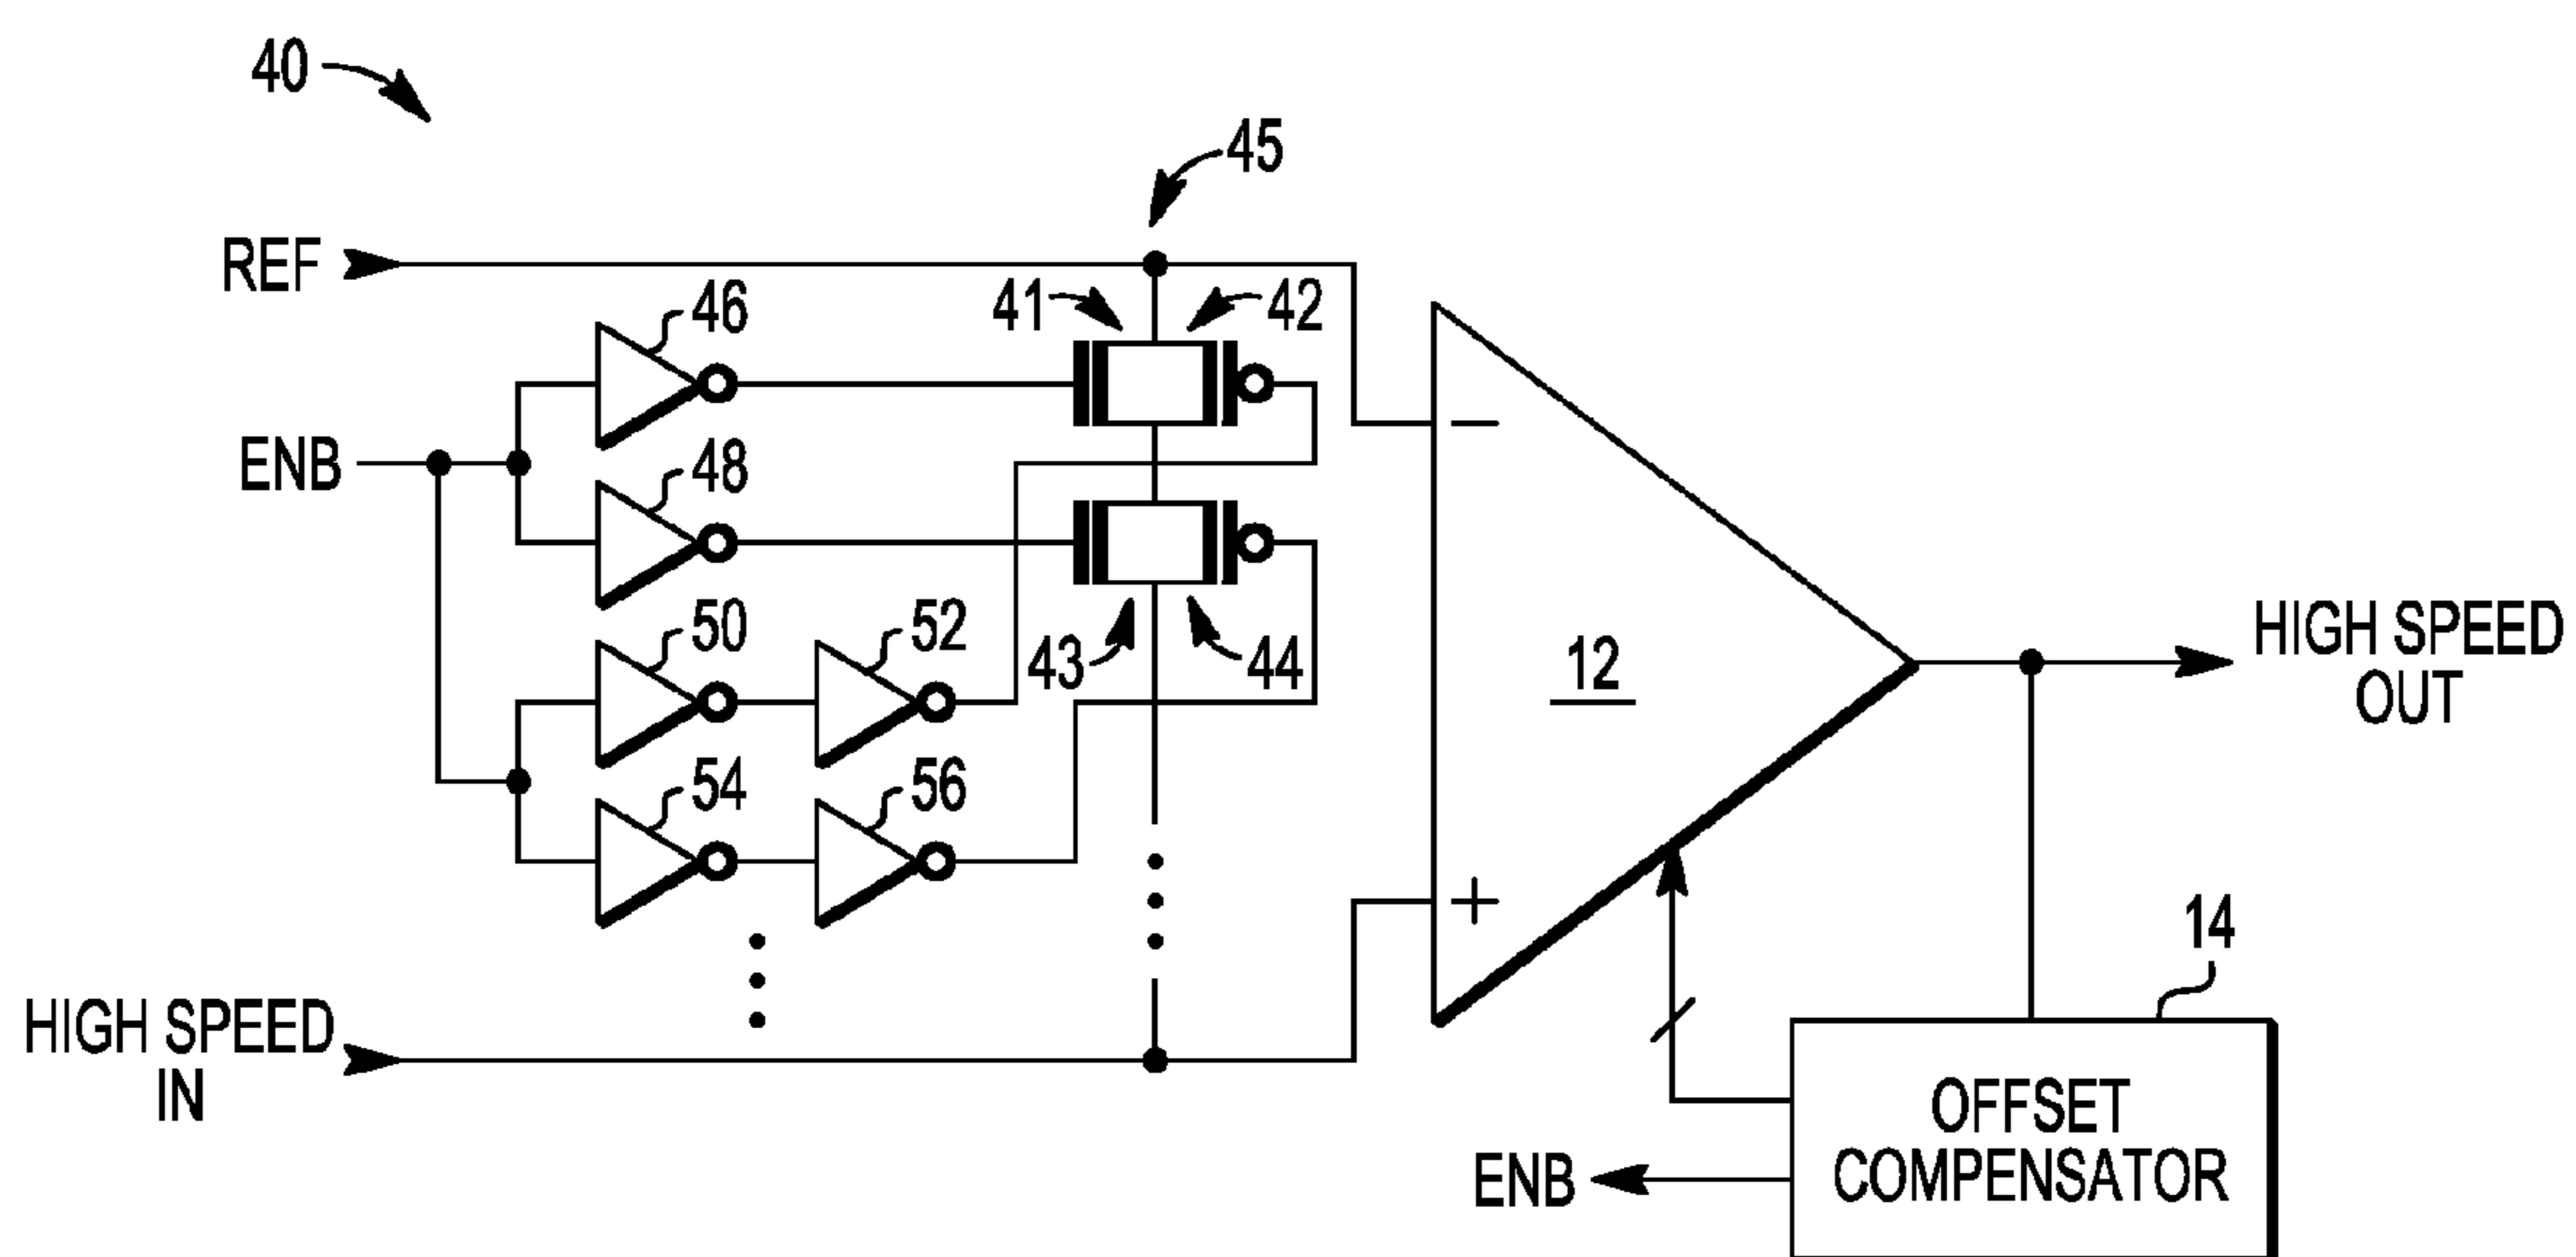 40
45
REF
41
42
46
ENB
48
50
52
43
44
54
56
12
−
+
HIGH SPEED
OUT
HIGH SPEED
IN
14
OFFSET
COMPENSATOR
ENB